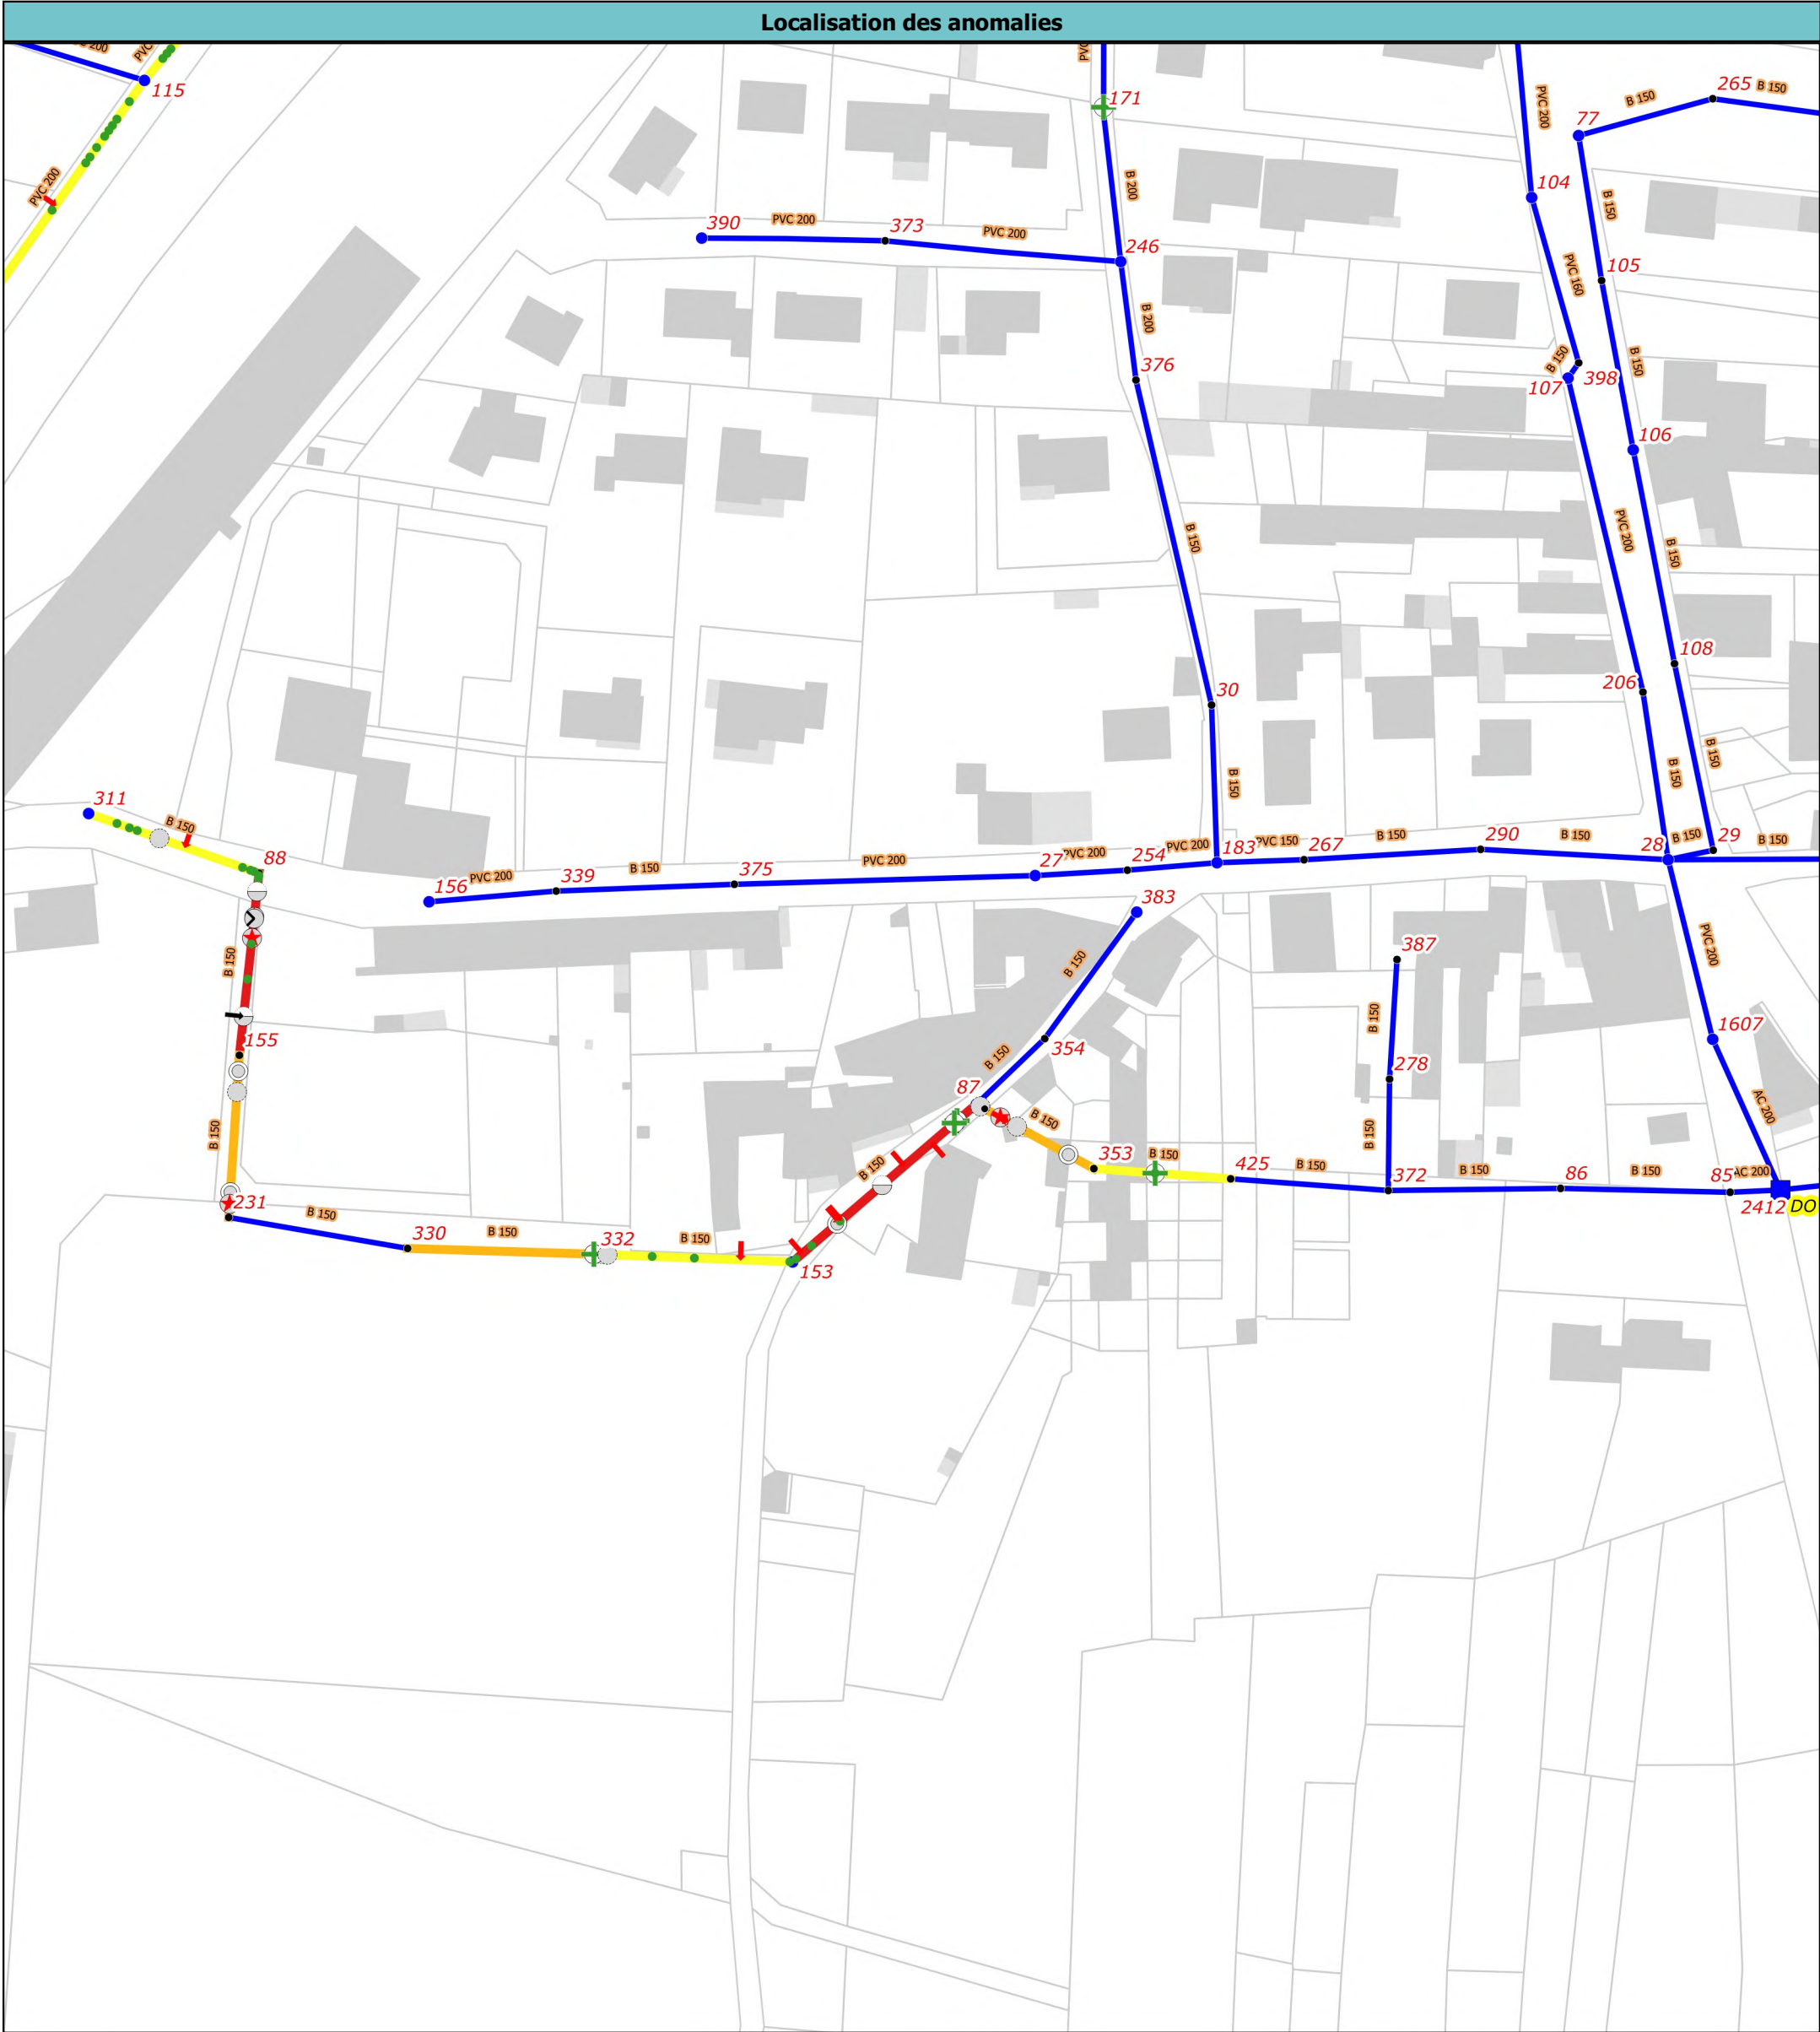 Localisation des anomalies
B 200
PVC
PVC
115
171
PVC 200
265
B 150
B 150
77
PVC 200
104
B 200
B 150
390
PVC 200
373
PVC 200
246
105
PVC 160
B 200
376
B 150
B 150
107
398
106
B 150
PVC 200
B 150
108
206
30
B 150
B 150
B 150
311
B 150
88
156
PVC 200
339
B 150
375
PVC 200
27
PVC 200
254
PVC 200
183
PVC 150
267
B 150
290
B 150
28
B 150
29
B 150
383
B 150
387
PVC 200
B 150
B 150
1607
155
B 150
354
278
87
B 150
AC 200
B 150
B 150
353
B 150
425
B 150
B 150
372
B 150
86
B 150
85
AC 200
2412
DO
231
B 150
330
B 150
332
B 150
153